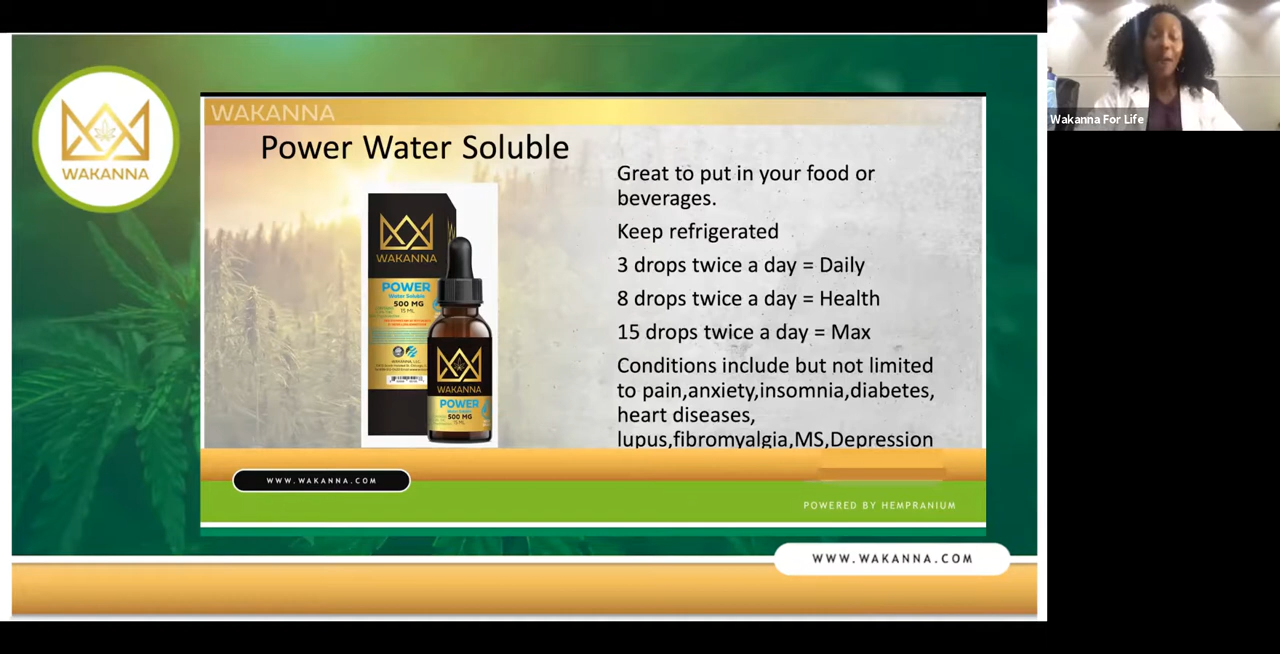 WAKANNA
WAKANNA
Power Water Soluble
Great to put in your food or
beverages.
Keep refrigerated
3 drops twice a day = Daily
8 drops twice a day = Health
15 drops twice a day = Max
Conditions include but not limited
to pain,anxiety,insomnia,diabetes,
heart diseases,
lupus,fibromyalgia,MS,Depression
WAKANNA
POWER
Water Soluble
500 MG
15 ML
WAKANNA
POWER
Water Soluble
500 MG
15 ML
WWW.WAKANNA.COM
POWERED BY HEMPRANIUM
WWW.WAKANNA.COM
Wakanna For Life